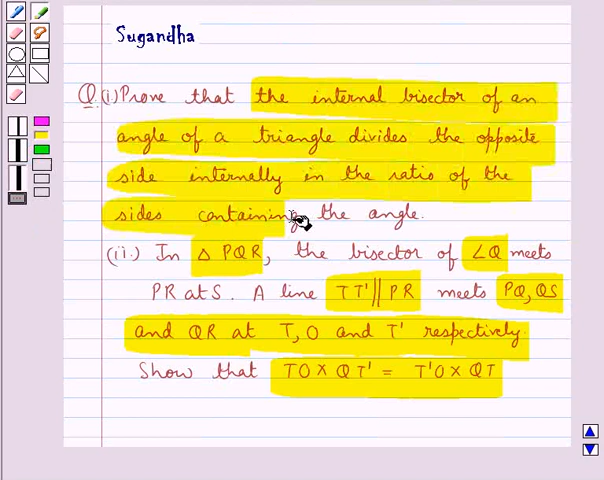 Sugandha
Q.(i) Prove that the internal bisector of an
angle of a triangle divides the opposite
side internally in the ratio of the
sides containing the angle.
(ii). In △ PQR, the bisector of ∠Q meets
PR at S. A line TT'||PR meets PQ, QS
and QR at T, O and T' respectively.
Show that TO × QT' = T'O × QT